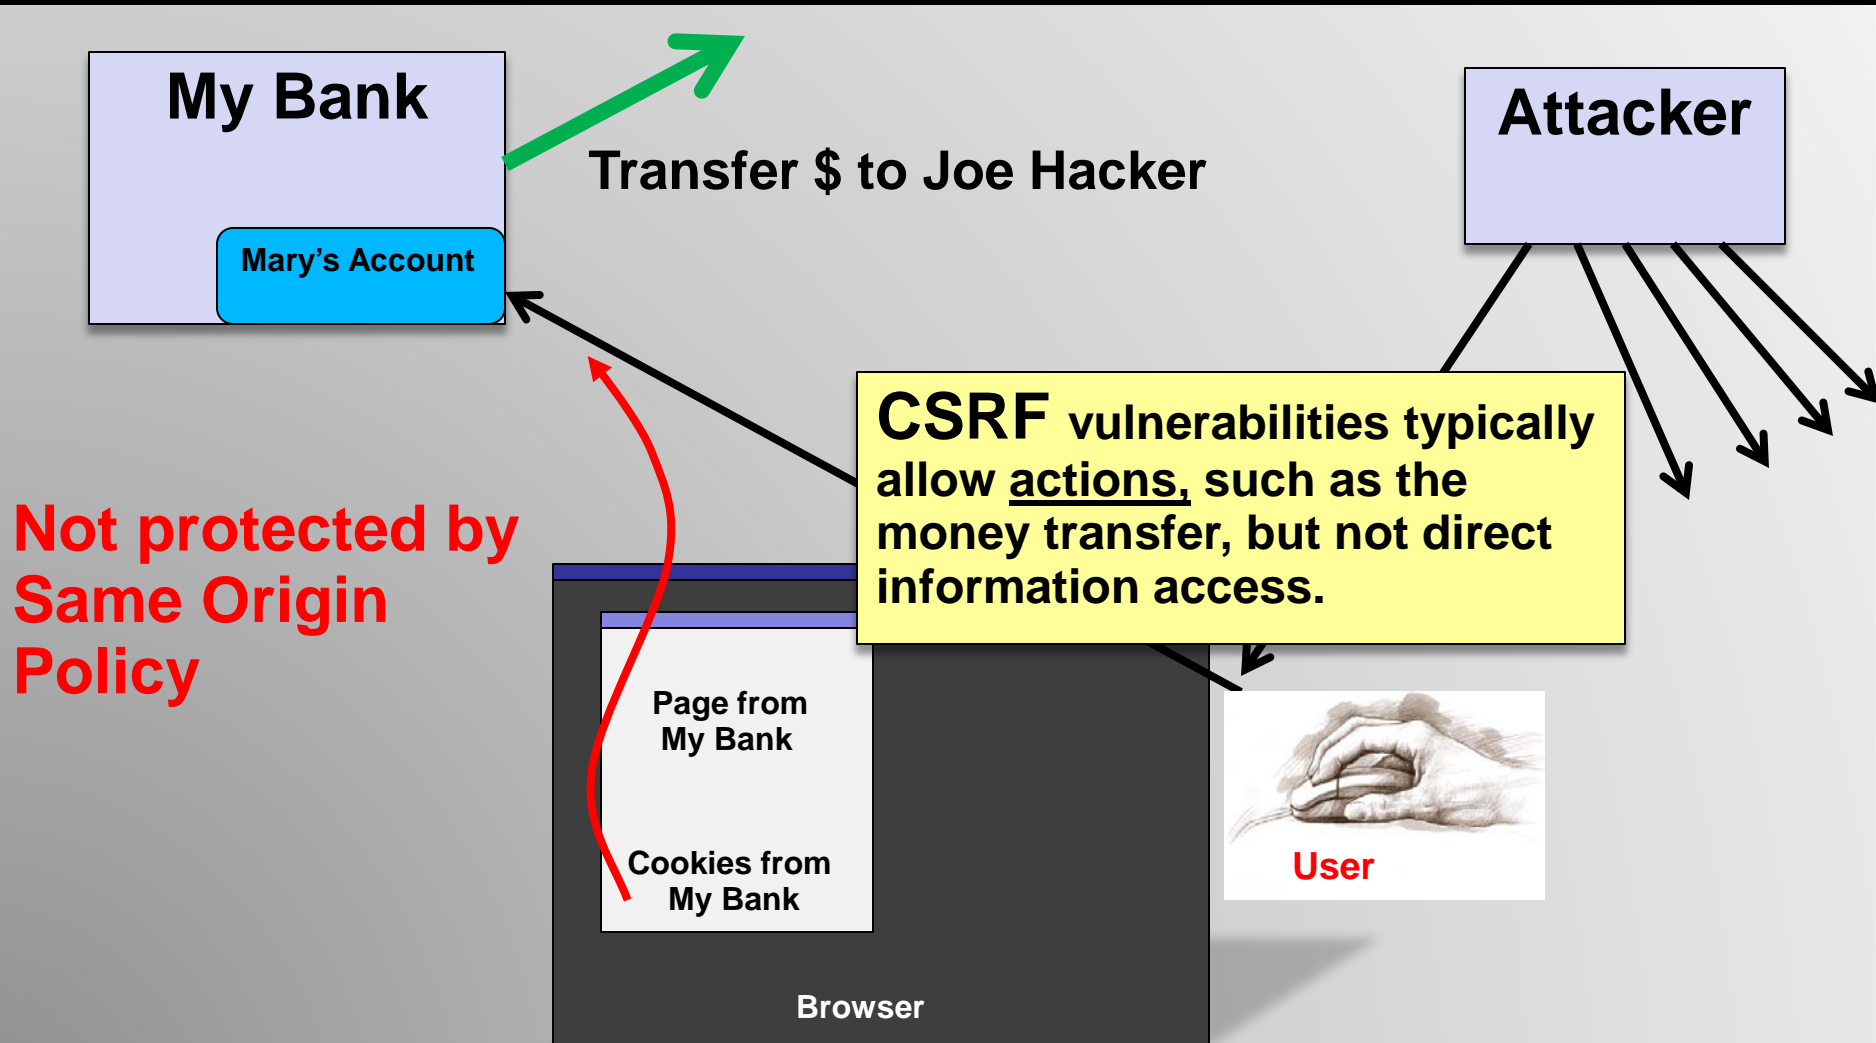 My Bank
Attacker
Transfer $ to Joe Hacker
Mary’s Account
CSRF vulnerabilities typically
allow actions, such as the
money transfer, but not direct
information access.
Not protected by
Same Origin
Policy
Page from
My Bank
Cookies from
My Bank
User
Browser